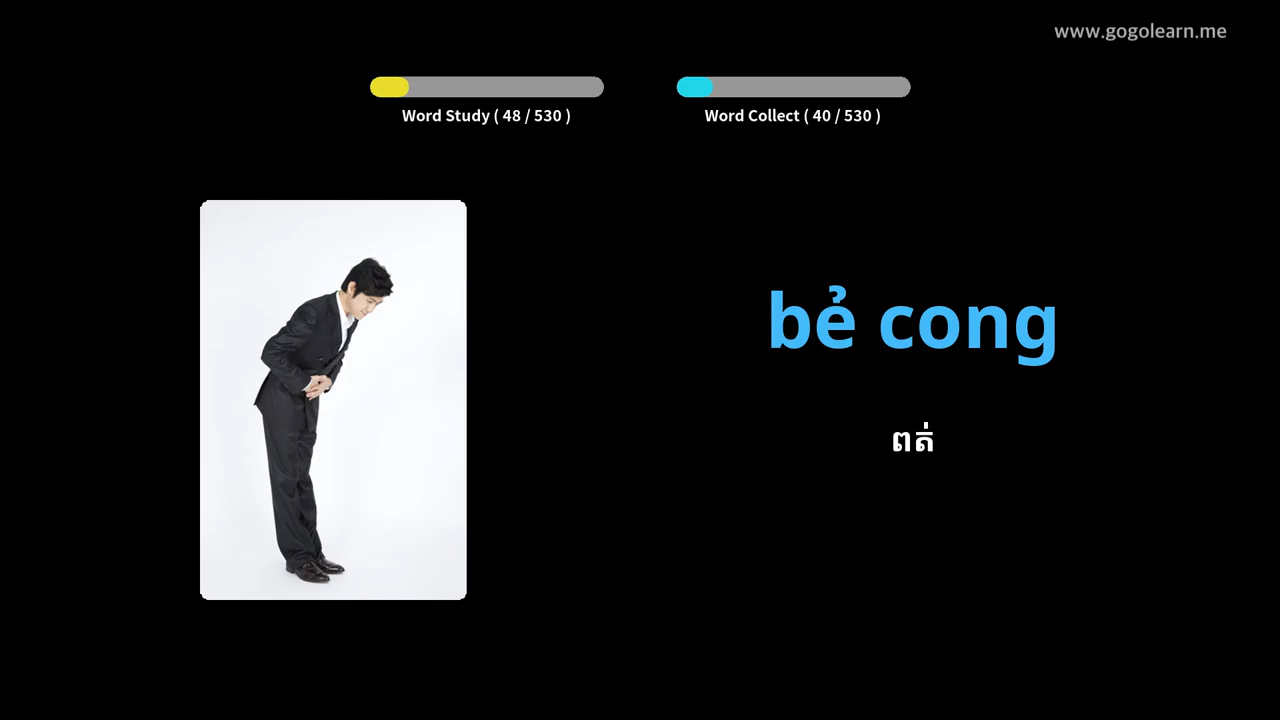 www.gogolearn.me
Word Study ( 48 / 530 )
Word Collect ( 40 / 530 )
bẻ cong
ពត់